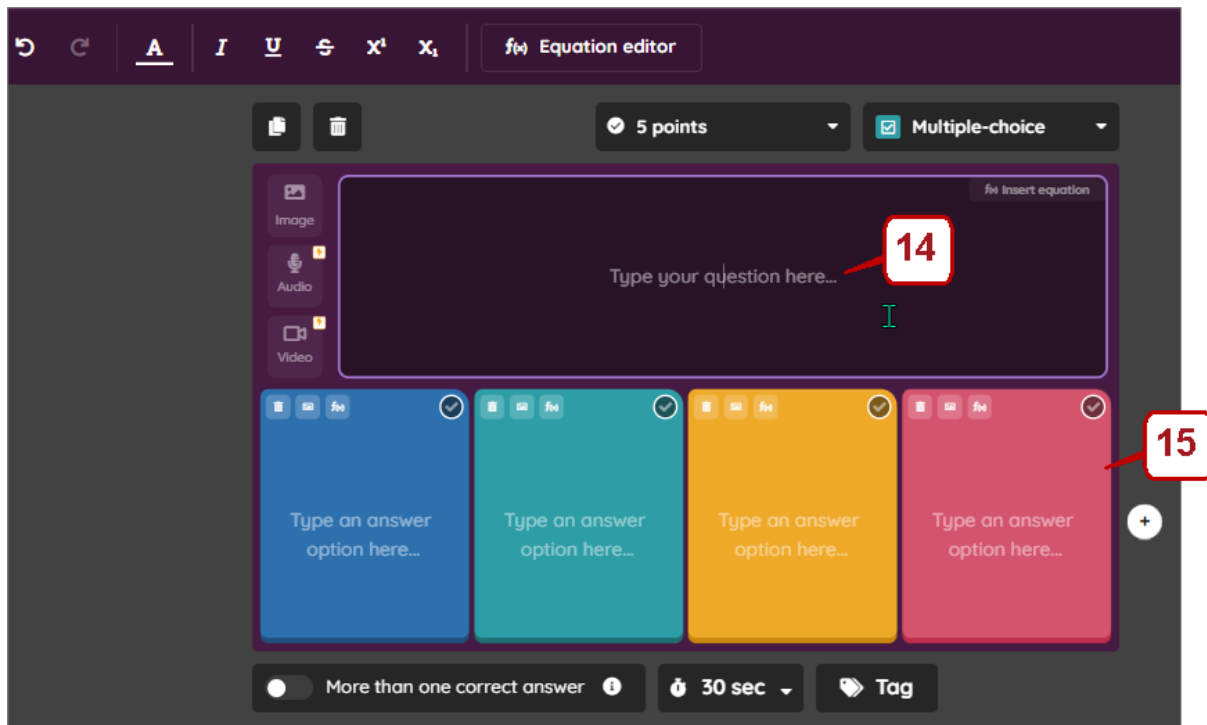 A I U S X¹ X₁ f(x) Equation editor
5 points Multiple-choice
Image
f(x) Insert equation
14
Type your question here...
Audio
Video
f(x) f(x) f(x) f(x)
15
Type an answer option here...
Type an answer option here...
Type an answer option here...
Type an answer option here...
+
More than one correct answer i 30 sec Tag